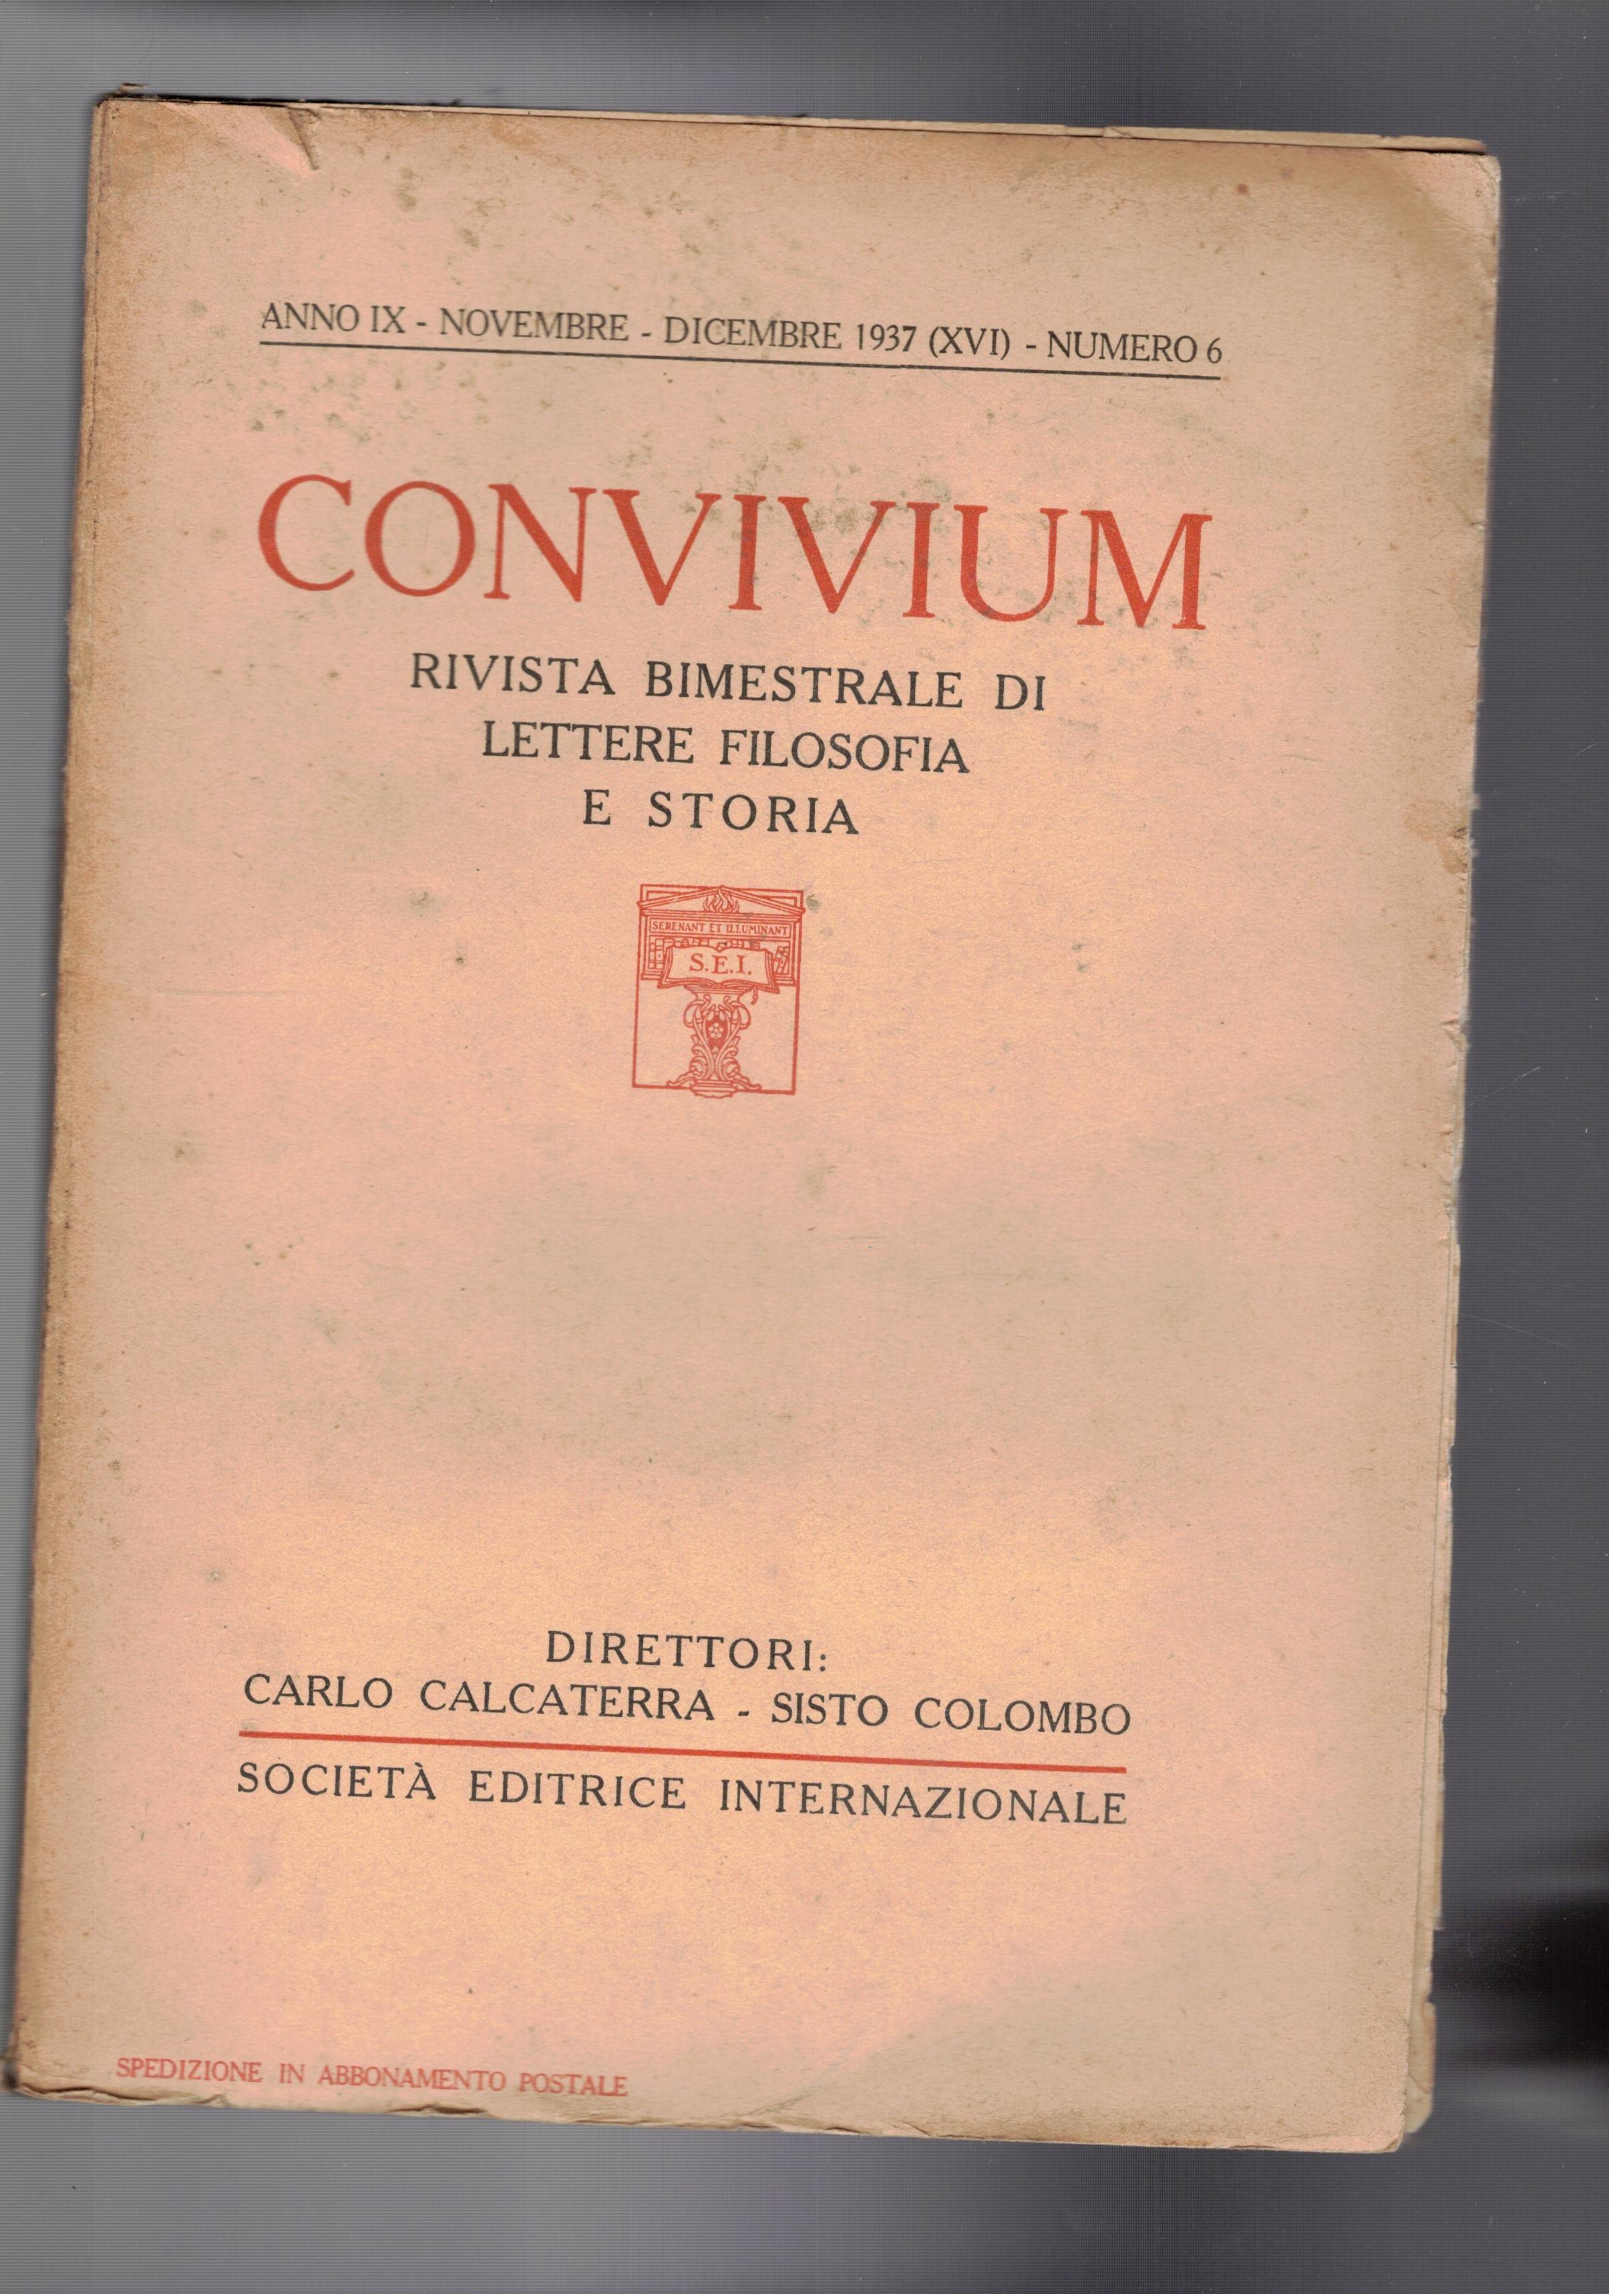 ANNO IX - NOVEMBRE - DICEMBRE 1937 (XVI) - NUMERO 6
CONVIVIUM
RIVISTA BIMESTRALE DI
LETTERE FILOSOFIA
E STORIA
SERENANT ET ILLUMINANT
S.E.I.
DIRETTORI:
CARLO CALCATERRA - SISTO COLOMBO
SOCIETÀ EDITRICE INTERNAZIONALE
SPEDIZIONE IN ABBONAMENTO POSTALE